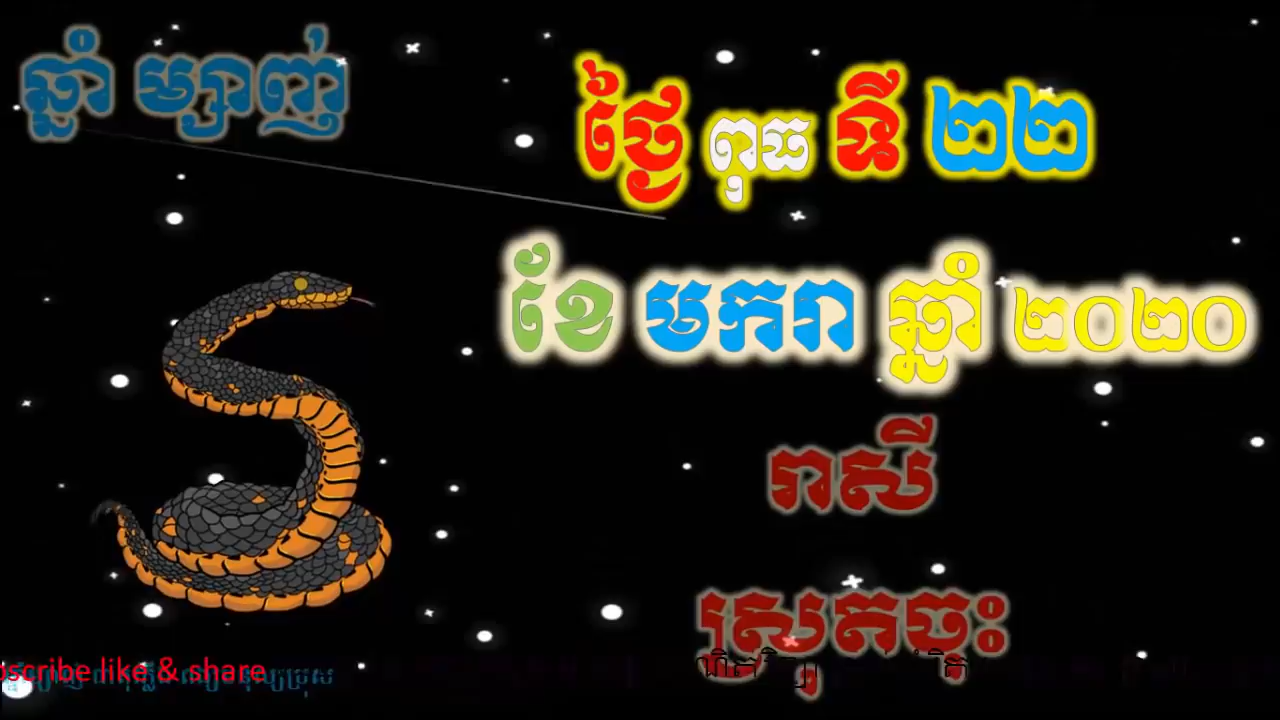 ឆ្នាំ ម្សាញ់
ថ្ងៃ ពុធ ទី ២២
ខែ មករា ឆ្នាំ ២០២០
រាសី
ស្រុតចុះ
scribe like & share